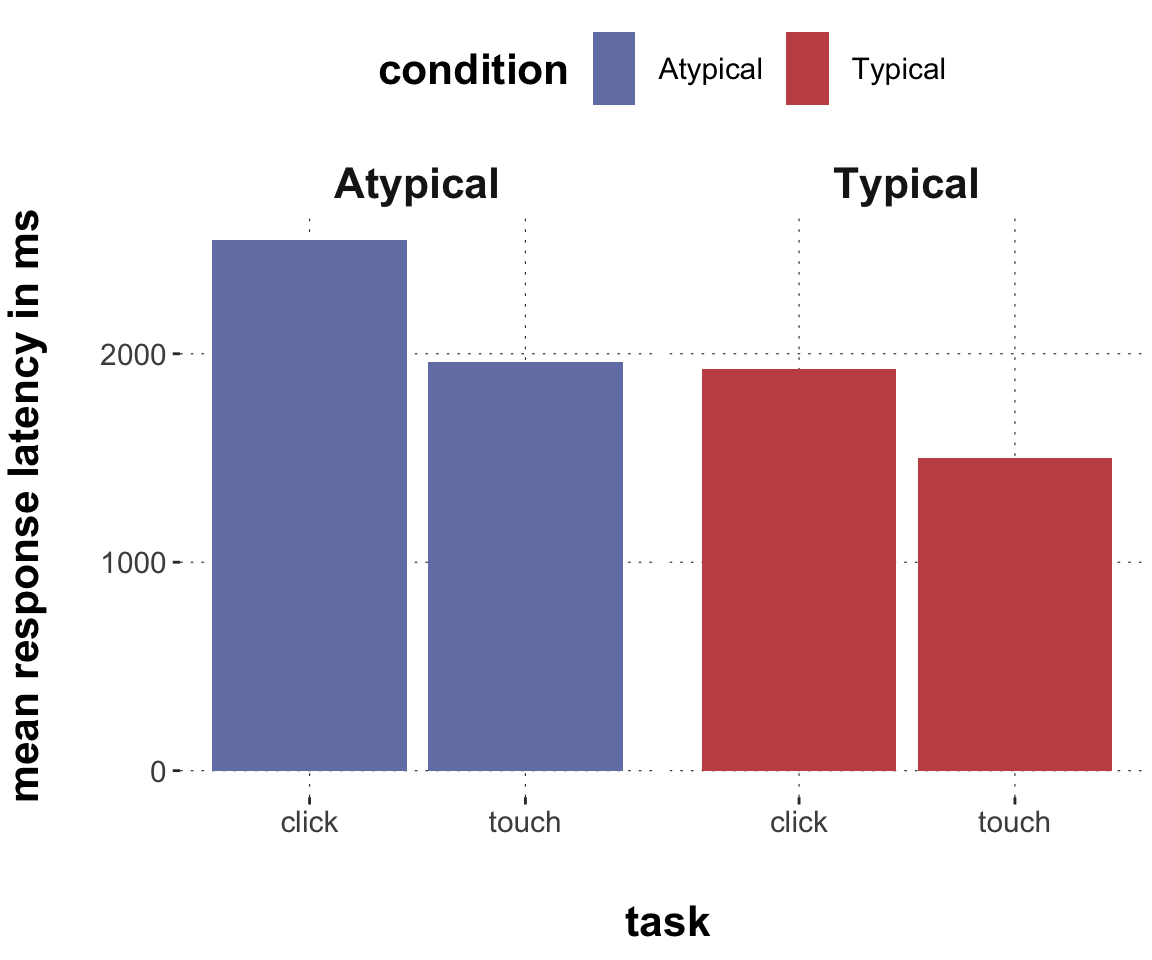 condition Atypical Typical
Atypical Typical
mean response latency in ms
2000
1000
0
click touch click touch
task